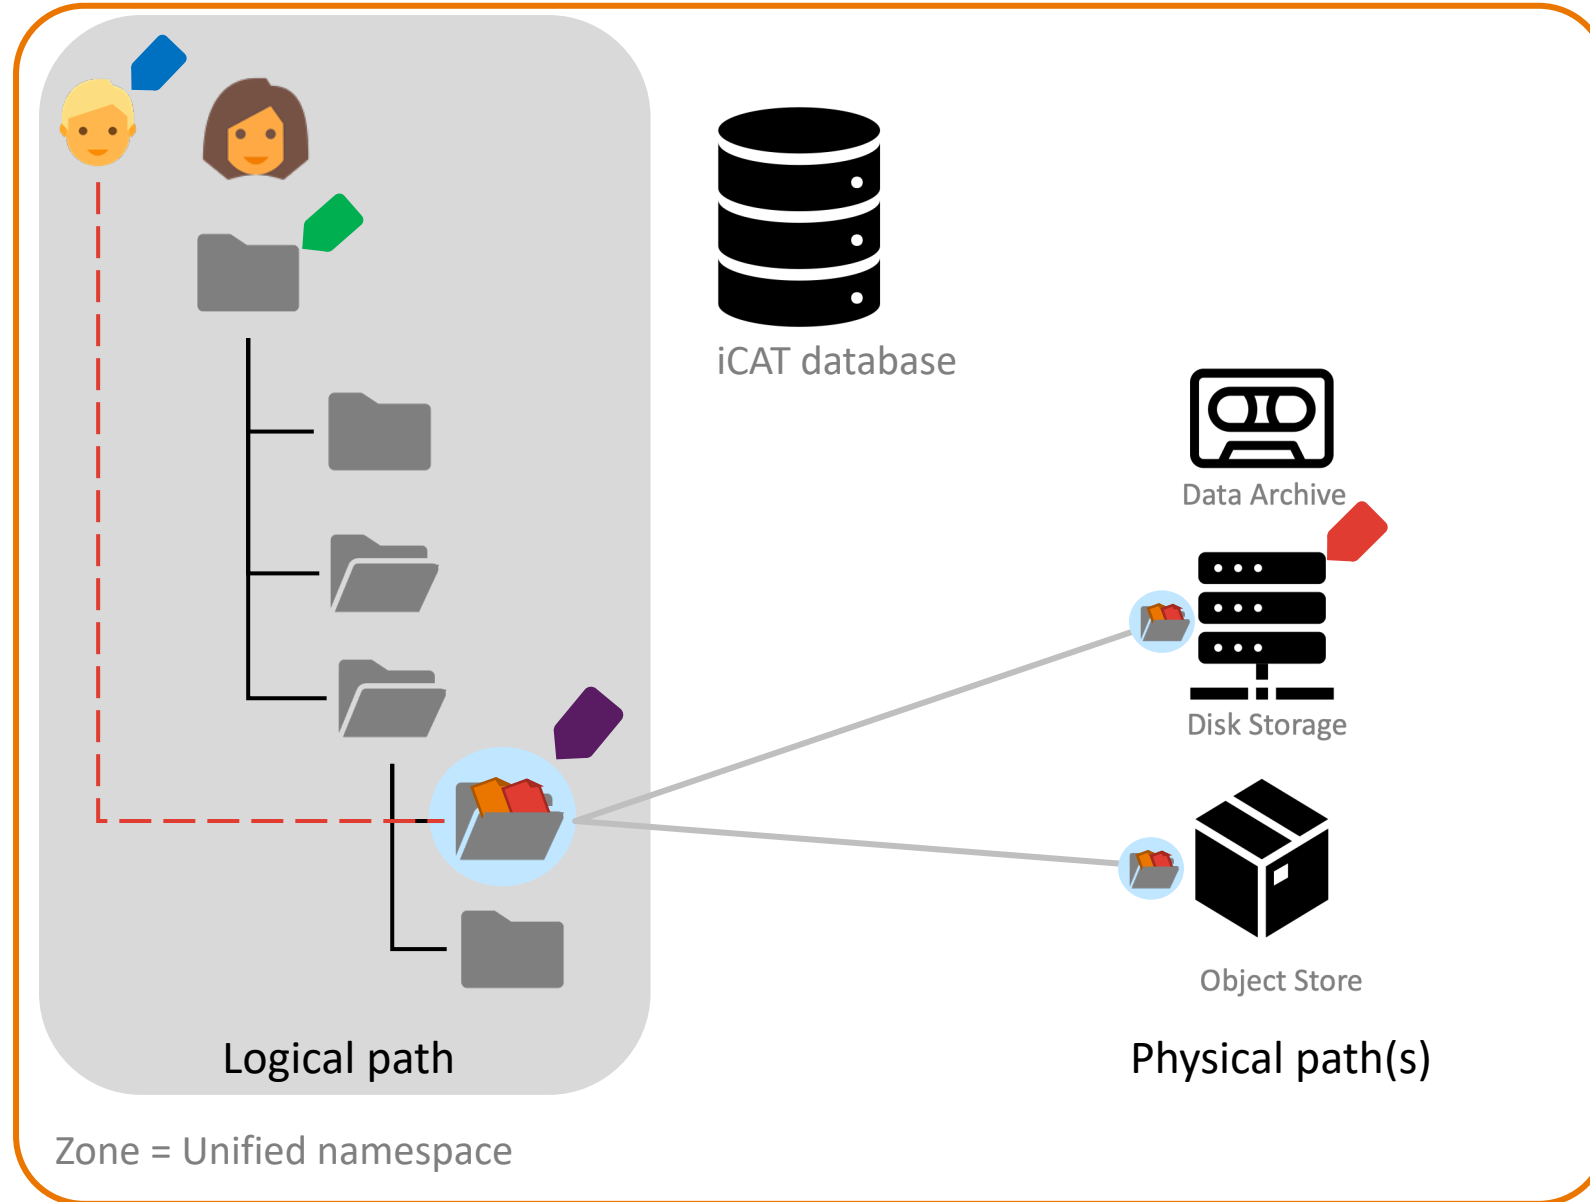 iCAT database
Data Archive
Disk Storage
Object Store
Logical path
Physical path(s)
Zone = Unified namespace